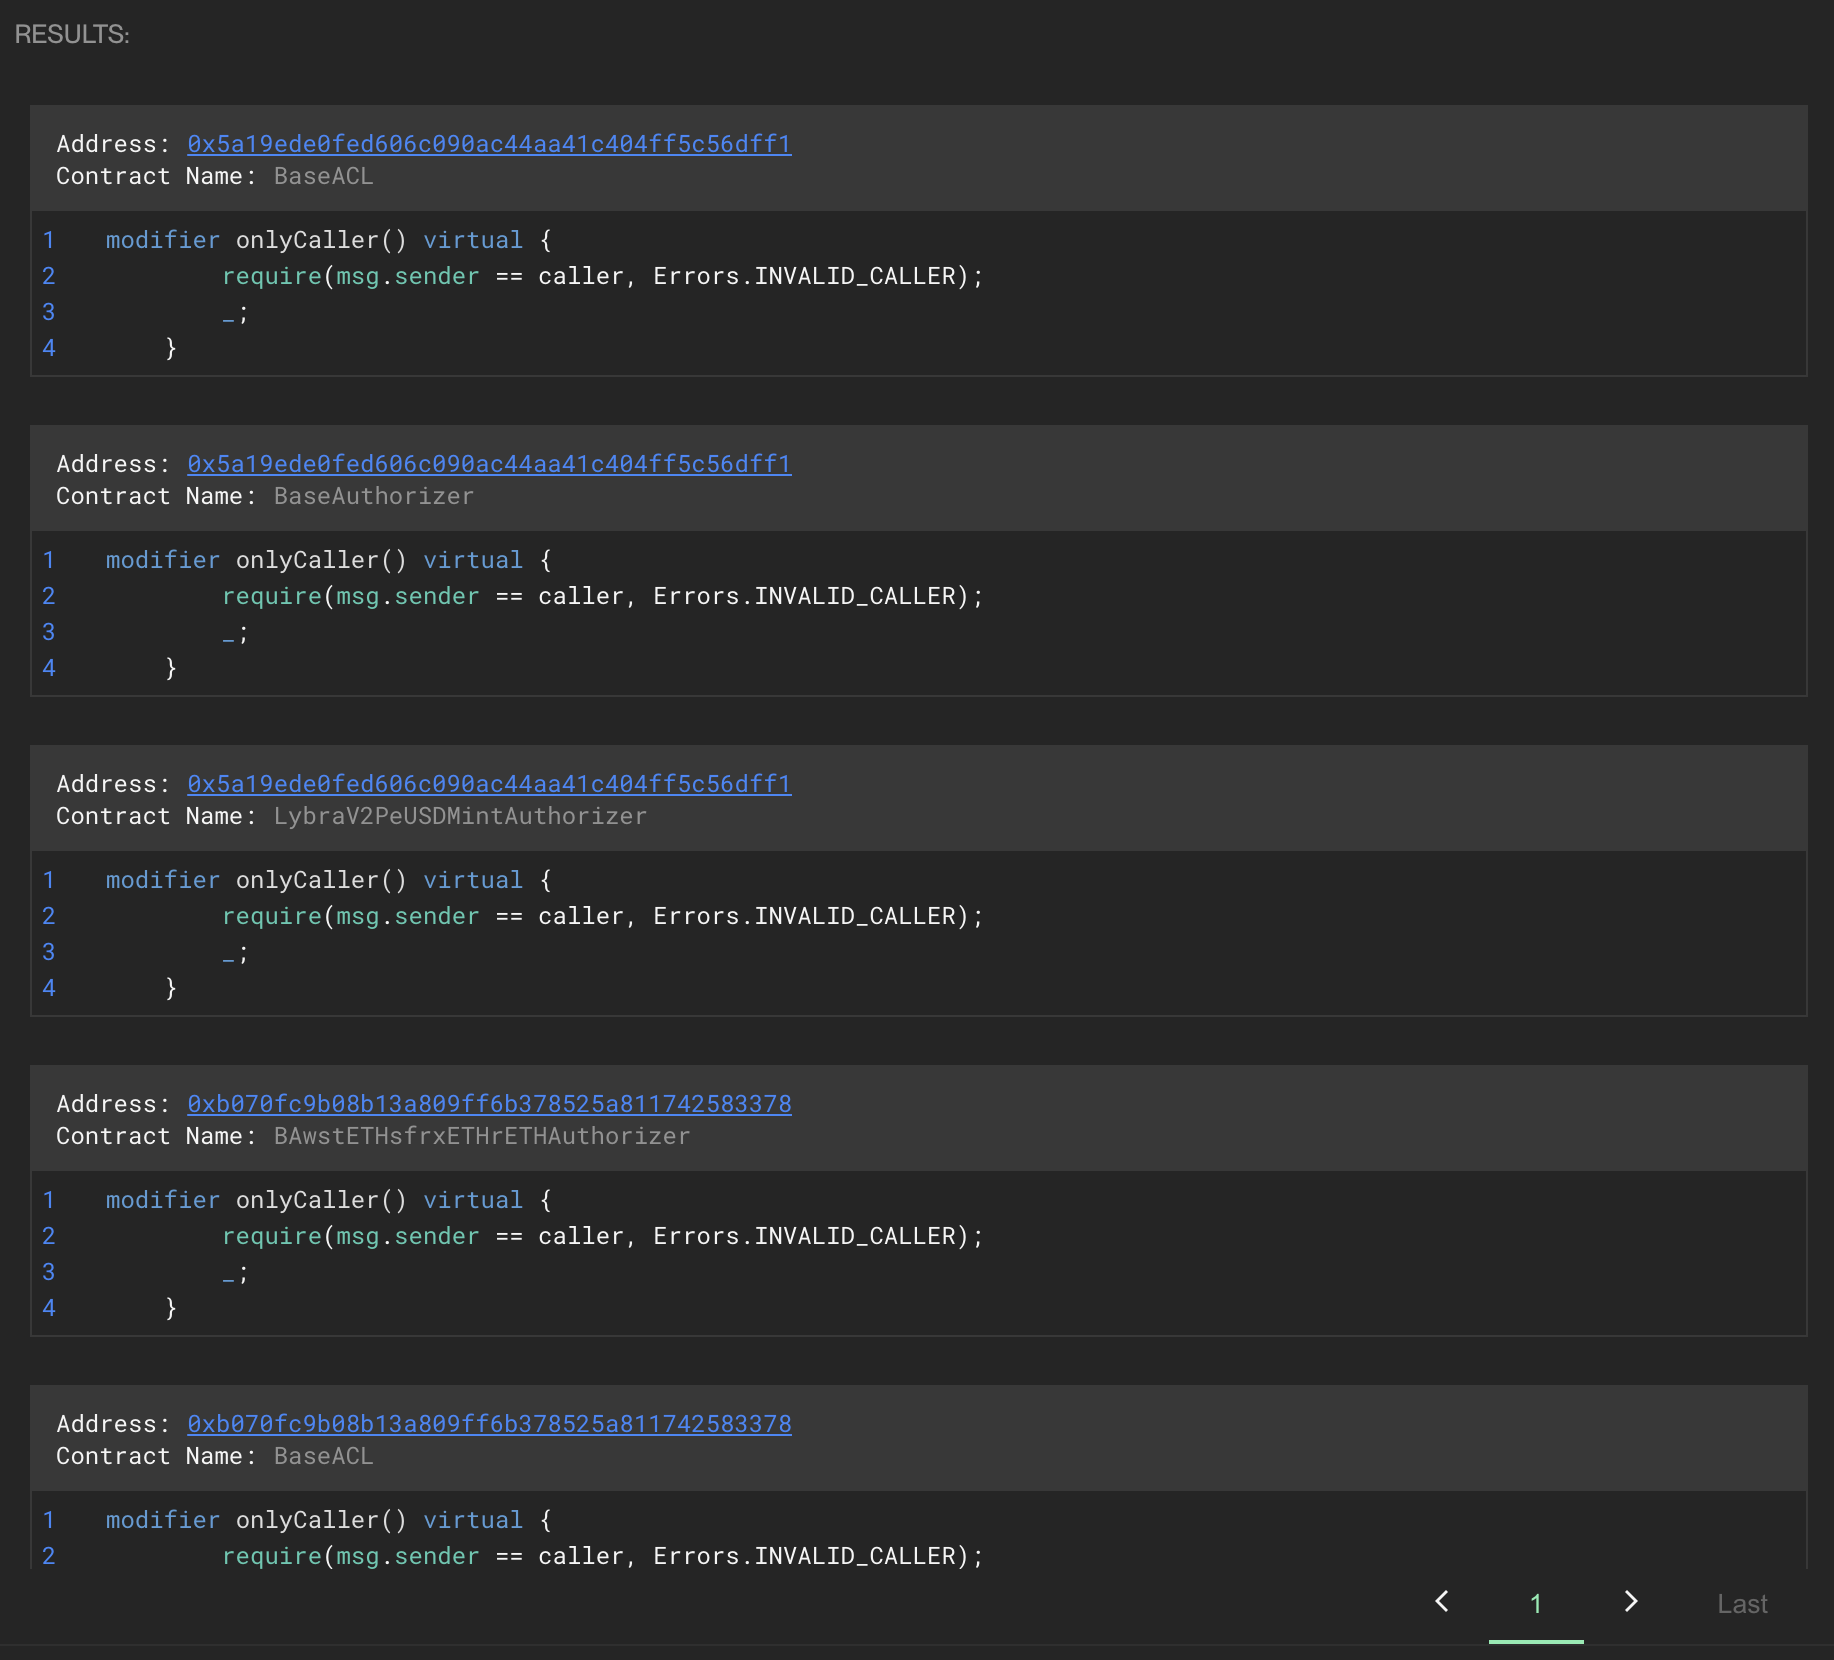 RESULTS:
Address: 0x5a19ede0fed606c090ac44aa41c404ff5c56dff1
Contract Name: BaseACL
1 modifier onlyCaller() virtual {
2 require(msg.sender == caller, Errors.INVALID_CALLER);
3 _;
4 }
Address: 0x5a19ede0fed606c090ac44aa41c404ff5c56dff1
Contract Name: BaseAuthorizer
1 modifier onlyCaller() virtual {
2 require(msg.sender == caller, Errors.INVALID_CALLER);
3 _;
4 }
Address: 0x5a19ede0fed606c090ac44aa41c404ff5c56dff1
Contract Name: LybraV2PeUSDMintAuthorizer
1 modifier onlyCaller() virtual {
2 require(msg.sender == caller, Errors.INVALID_CALLER);
3 _;
4 }
Address: 0xb070fc9b08b13a809ff6b378525a811742583378
Contract Name: BAwstETHsfrxETHrETHAuthorizer
1 modifier onlyCaller() virtual {
2 require(msg.sender == caller, Errors.INVALID_CALLER);
3 _;
4 }
Address: 0xb070fc9b08b13a809ff6b378525a811742583378
Contract Name: BaseACL
1 modifier onlyCaller() virtual {
2 require(msg.sender == caller, Errors.INVALID_CALLER);
1 Last